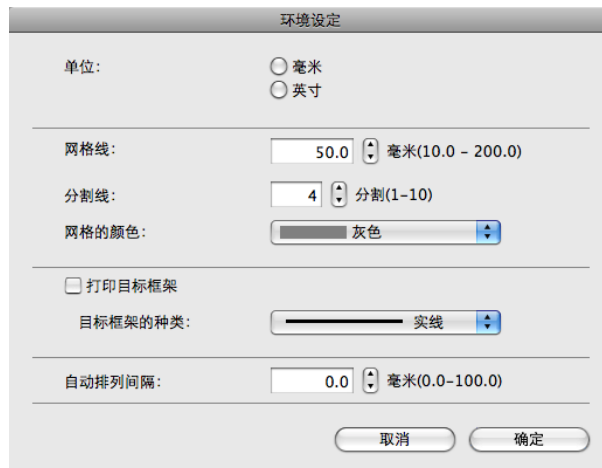 环境设定
单位: 毫米
英寸
网格线: 50.0 毫米(10.0 - 200.0)
分割线: 4 分割(1-10)
网格的颜色: 灰色
打印目标框架
目标框架的种类: 实线
自动排列间隔: 0.0 毫米(0.0-100.0)
取消 确定